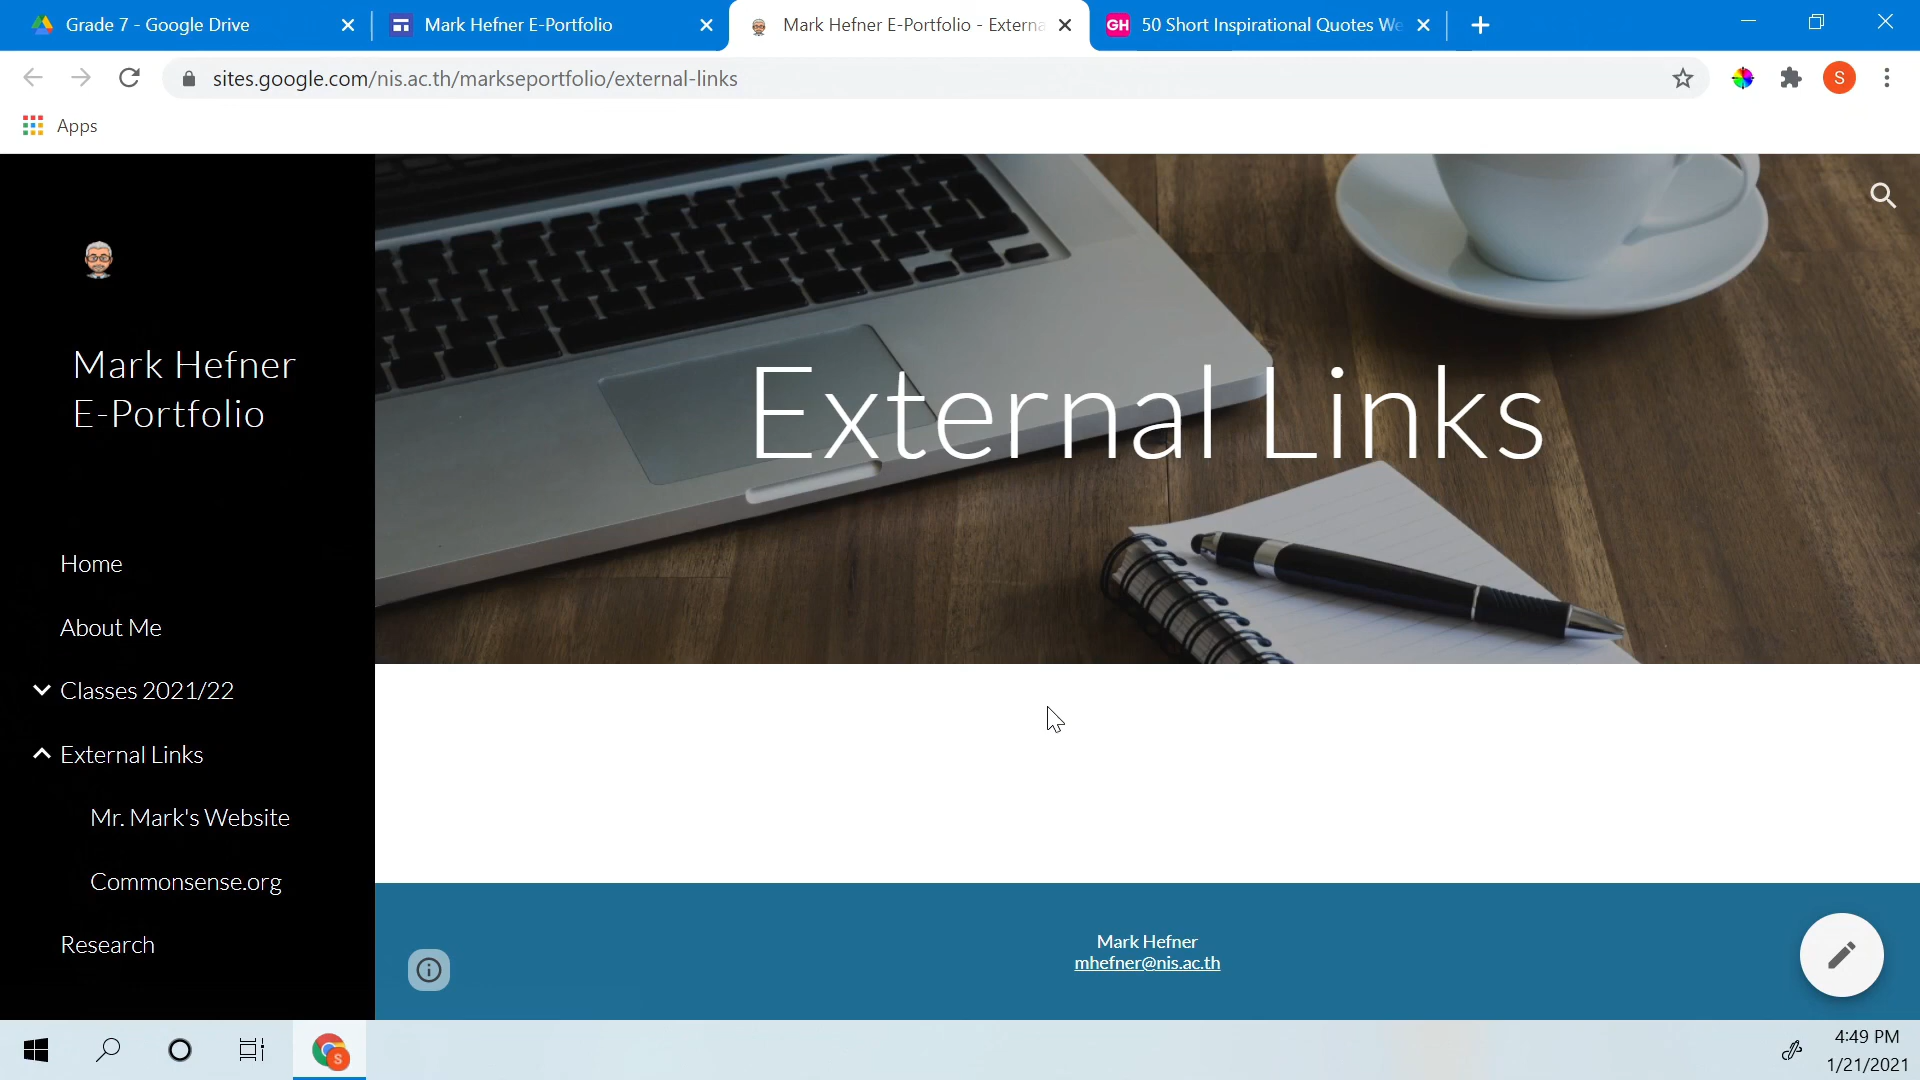 Grade 7 - Google Drive
Mark Hefner E-Portfolio
Mark Hefner E-Portfolio - Externa
GH 50 Short Inspirational Quotes We
sites.google.com/nis.ac.th/markseportfolio/external-links
S
Apps
Mark Hefner
E-Portfolio
Home
About Me
Classes 2021/22
External Links
Mr. Mark's Website
Commonsense.org
Research
External Links
Mark Hefner
mhefner@nis.ac.th
S
4:49 PM
1/21/2021